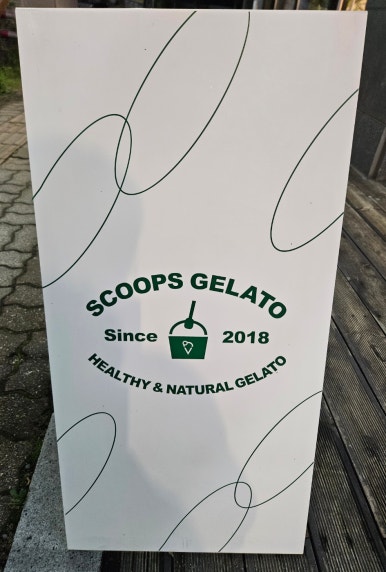 SCOOPS GELATO
Since 2018
HEALTHY & NATURAL GELATO